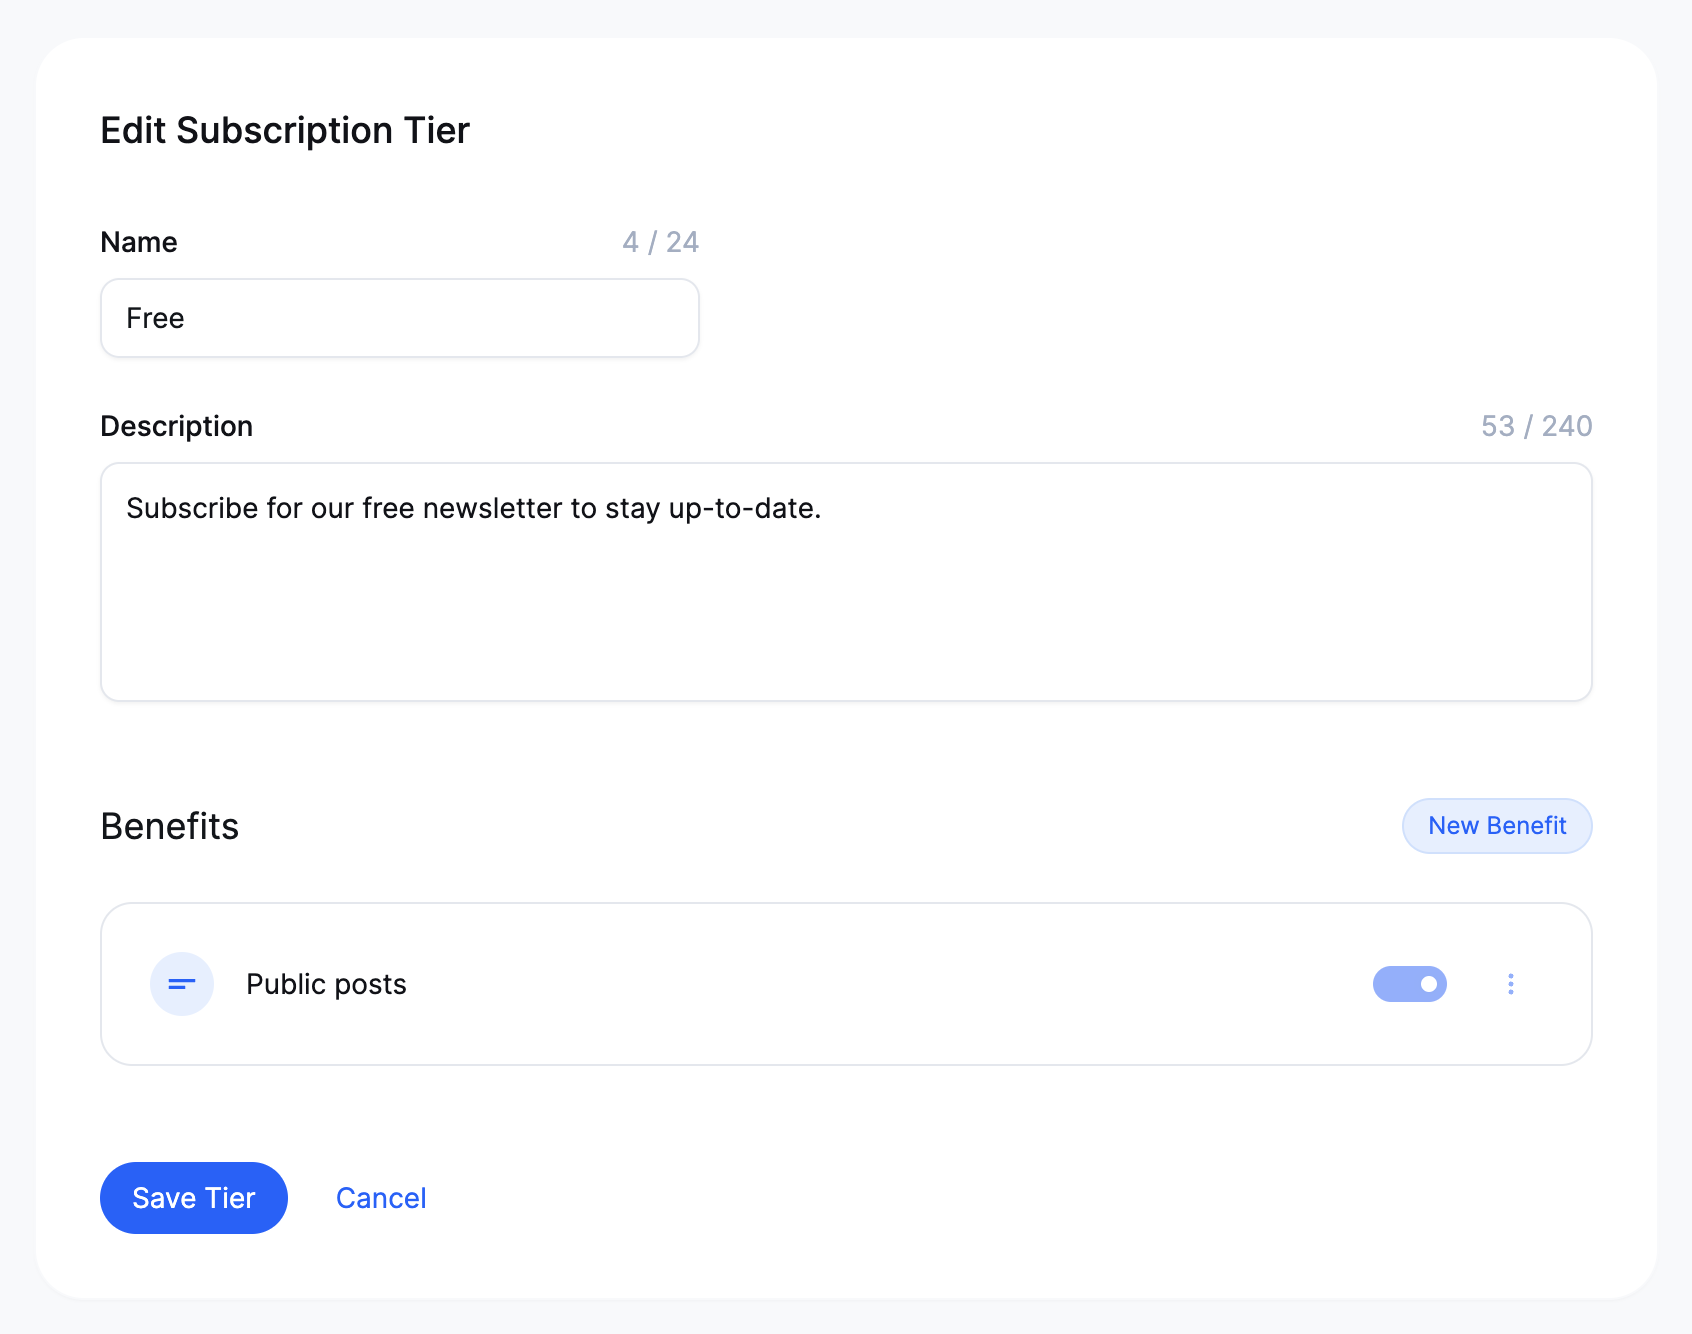 Edit Subscription Tier
Name 4 / 24
Free
Description 53 / 240
Subscribe for our free newsletter to stay up-to-date.
Benefits New Benefit
Public posts
Save Tier Cancel